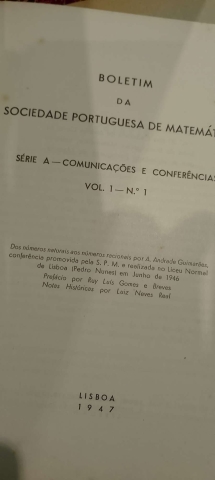 BOLETIM
DA
SOCIEDADE PORTUGUESA DE MATEMÁT
SÉRIE A — COMUNICAÇÕES E CONFERÊNCIAS
VOL. 1 — N.º 1
Dos números naturais aos números racionais por A. Andrade Guimarães,
conferência promovida pela S. P. M. e realizada no Liceu Normal
de Lisboa (Pedro Nunes) em Junho de 1946
Prefácio por Ruy Luís Gomes e Breves
Notas Históricas por Luiz Neves Real
LISBOA
1947